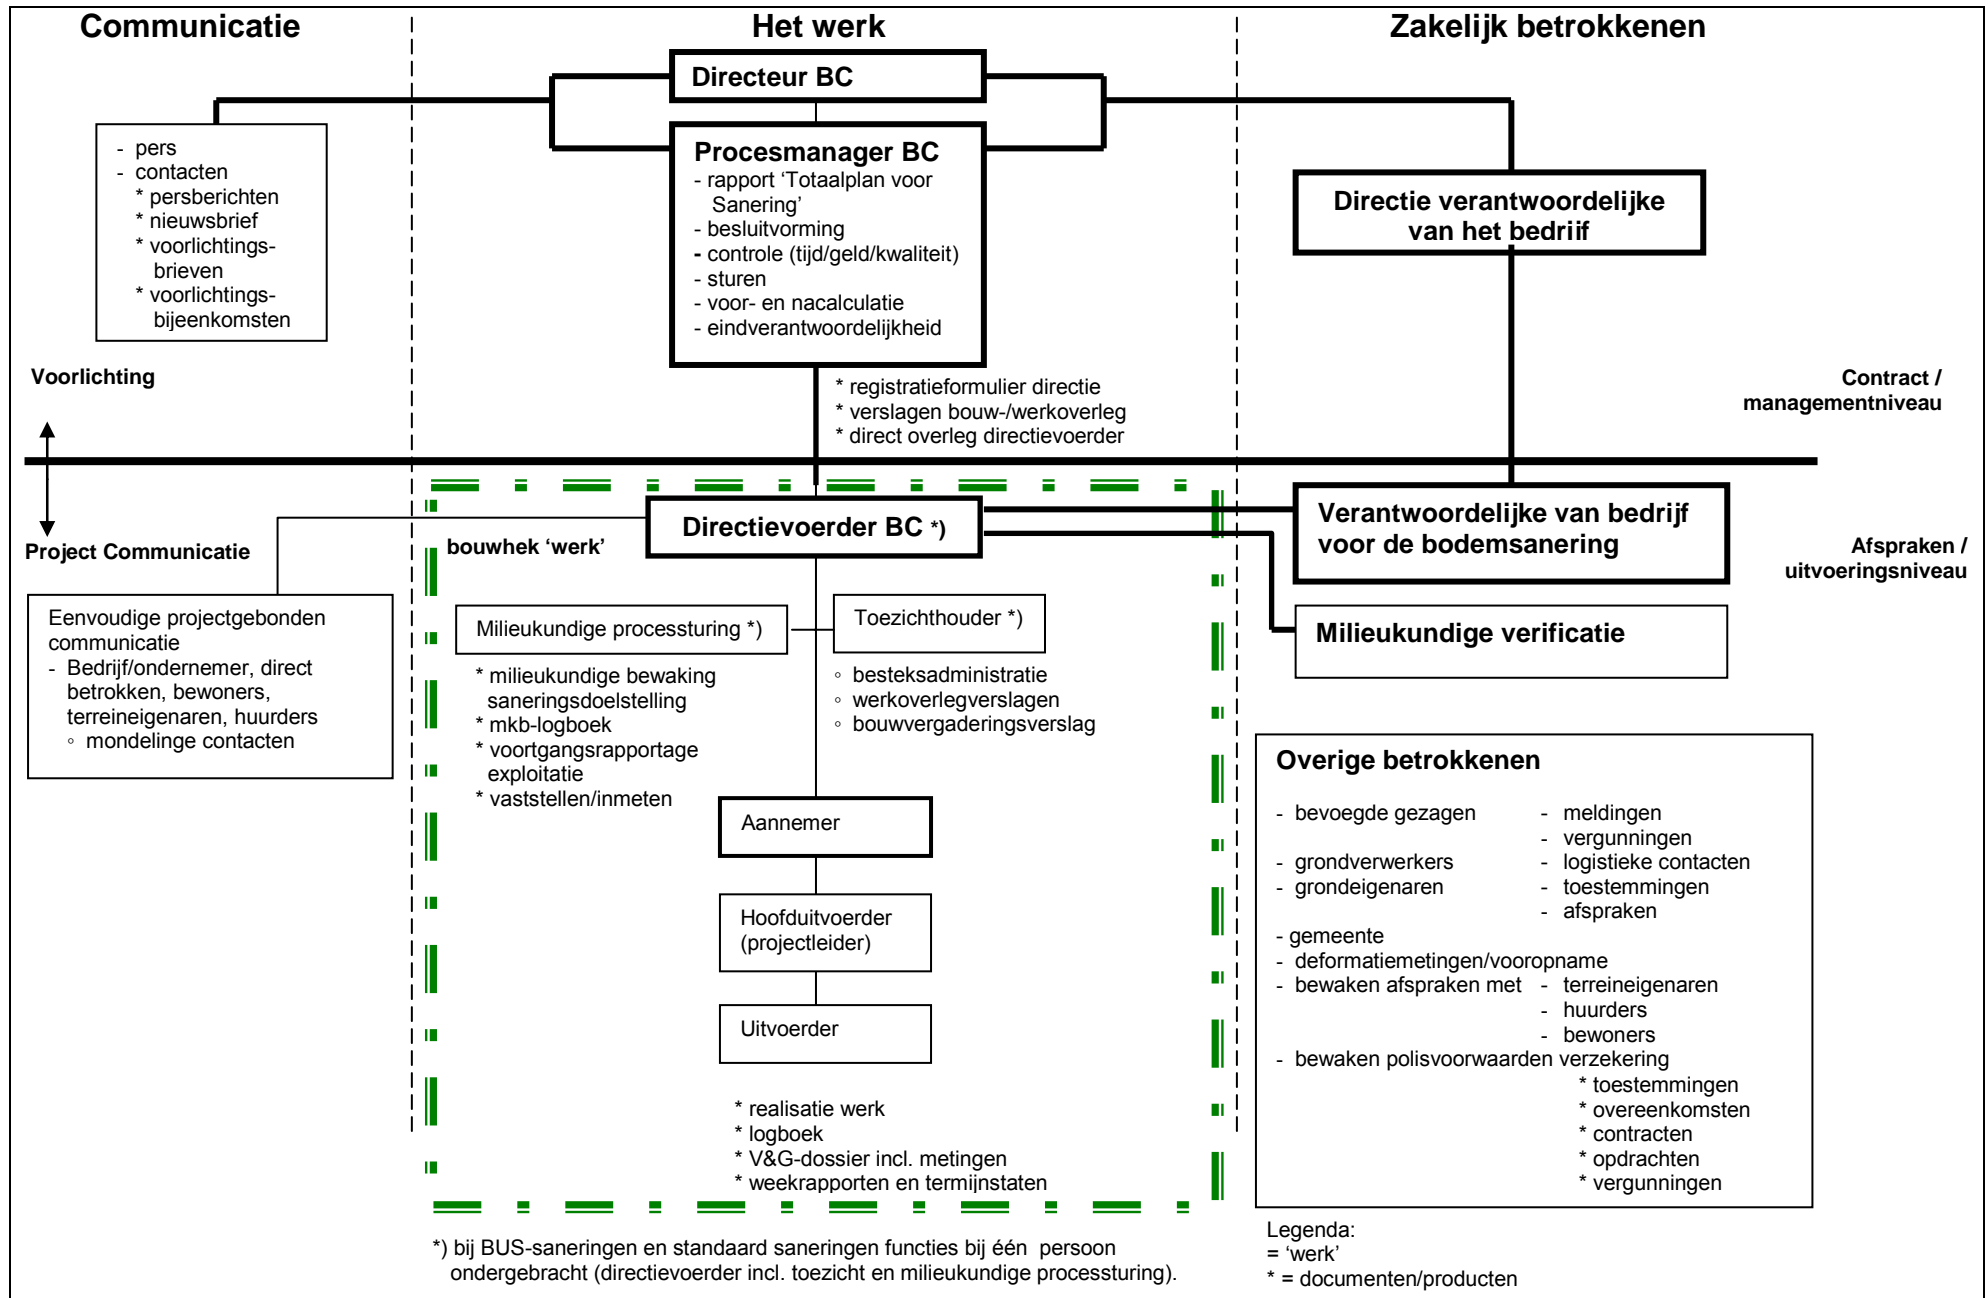 Communicatie
Het werk
Zakelijk betrokkenen
Directeur BC
- pers
- contacten
* persberichten
* nieuwsbrief
* voorlichtings-
brieven
* voorlichtings-
bijeenkomsten
Procesmanager BC
- rapport ‘Totaalplan voor
Sanering’
- besluitvorming
- controle (tijd/geld/kwaliteit)
- sturen
- voor- en nacalculatie
- eindverantwoordelijkheid
Directie verantwoordelijke
van het bedrijf
Voorlichting
* registratieformulier directie
* verslagen bouw-/werkoverleg
* direct overleg directievoerder
Contract /
managementniveau
Project Communicatie
bouwhek ‘werk’
Directievoerder BC *)
Verantwoordelijke van bedrijf
voor de bodemsanering
Afspraken /
uitvoeringsniveau
Eenvoudige projectgebonden
communicatie
- Bedrijf/ondernemer, direct
betrokken, bewoners,
terreineigenaren, huurders
◦ mondelinge contacten
Milieukundige processturing *)
* milieukundige bewaking
saneringsdoelstelling
* mkb-logboek
* voortgangsrapportage
exploitatie
* vaststellen/inmeten
Toezichthouder *)
◦ besteksadministratie
◦ werkoverlegverslagen
◦ bouwvergaderingsverslag
Milieukundige verificatie
Aannemer
Hoofduitvoerder
(projectleider)
Uitvoerder
* realisatie werk
* logboek
* V&G-dossier incl. metingen
* weekrapporten en termijnstaten
Overige betrokkenen
- bevoegde gezagen - meldingen
- vergunningen
- grondverwerkers - logistieke contacten
- grondeigenaren - toestemmingen
- afspraken
- gemeente
- deformatiemetingen/vooropname
- bewaken afspraken met - terreineigenaren
- huurders
- bewoners
- bewaken polisvoorwaarden verzekering
* toestemmingen
* overeenkomsten
* contracten
* opdrachten
* vergunningen
*) bij BUS-saneringen en standaard saneringen functies bij één persoon
ondergebracht (directievoerder incl. toezicht en milieukundige processturing).
Legenda:
= ‘werk’
* = documenten/producten